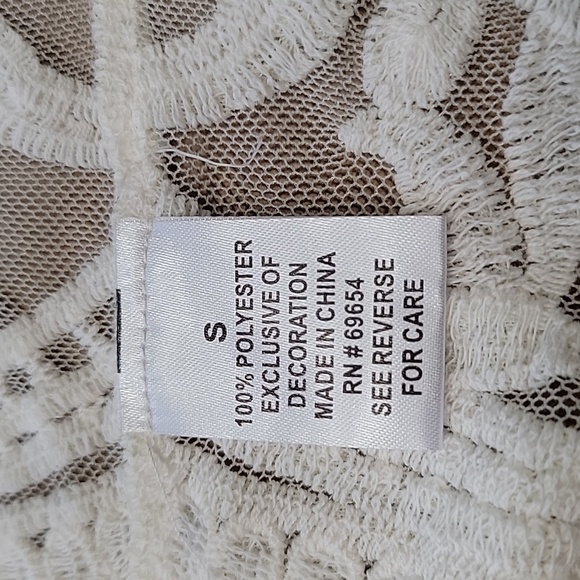 S
100% POLYESTER
EXCLUSIVE OF
DECORATION
MADE IN CHINA
RN# 69654
SEE REVERSE
FOR CARE